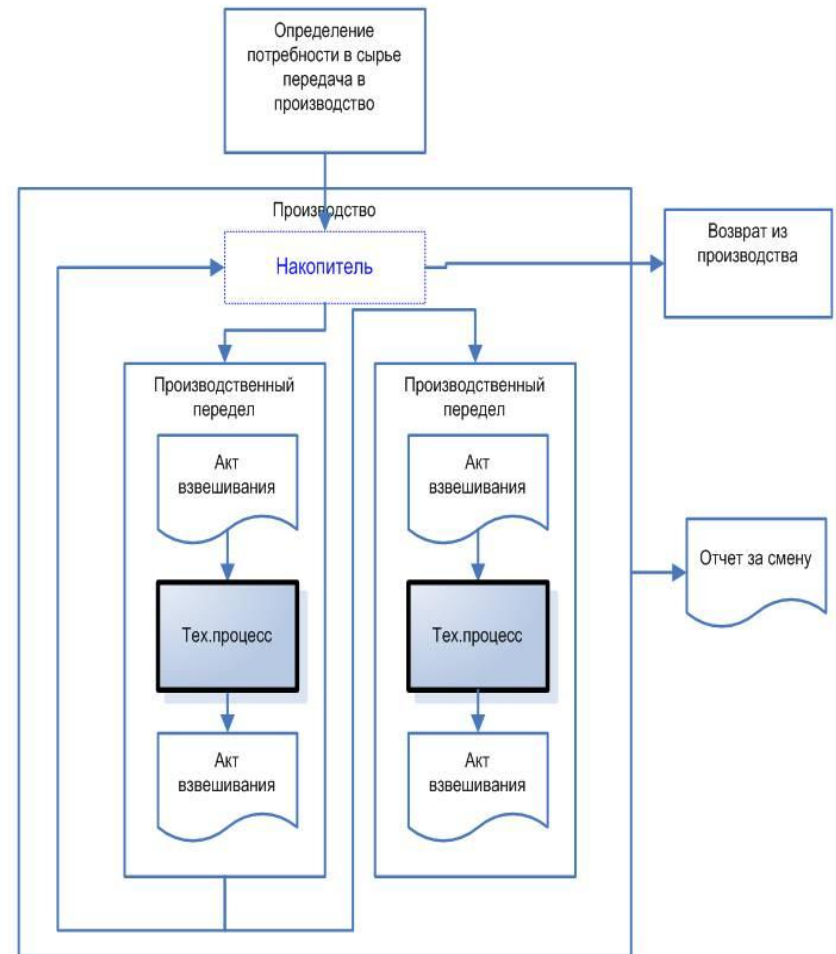 Определение
потребности в сырье
передача в
производство
Производство
Накопитель
Возврат из
производства
Производственный
передел
Акт
взвешивания
Тех.процесс
Акт
взвешивания
Производственный
передел
Акт
взвешивания
Тех.процесс
Акт
взвешивания
Отчет за смену